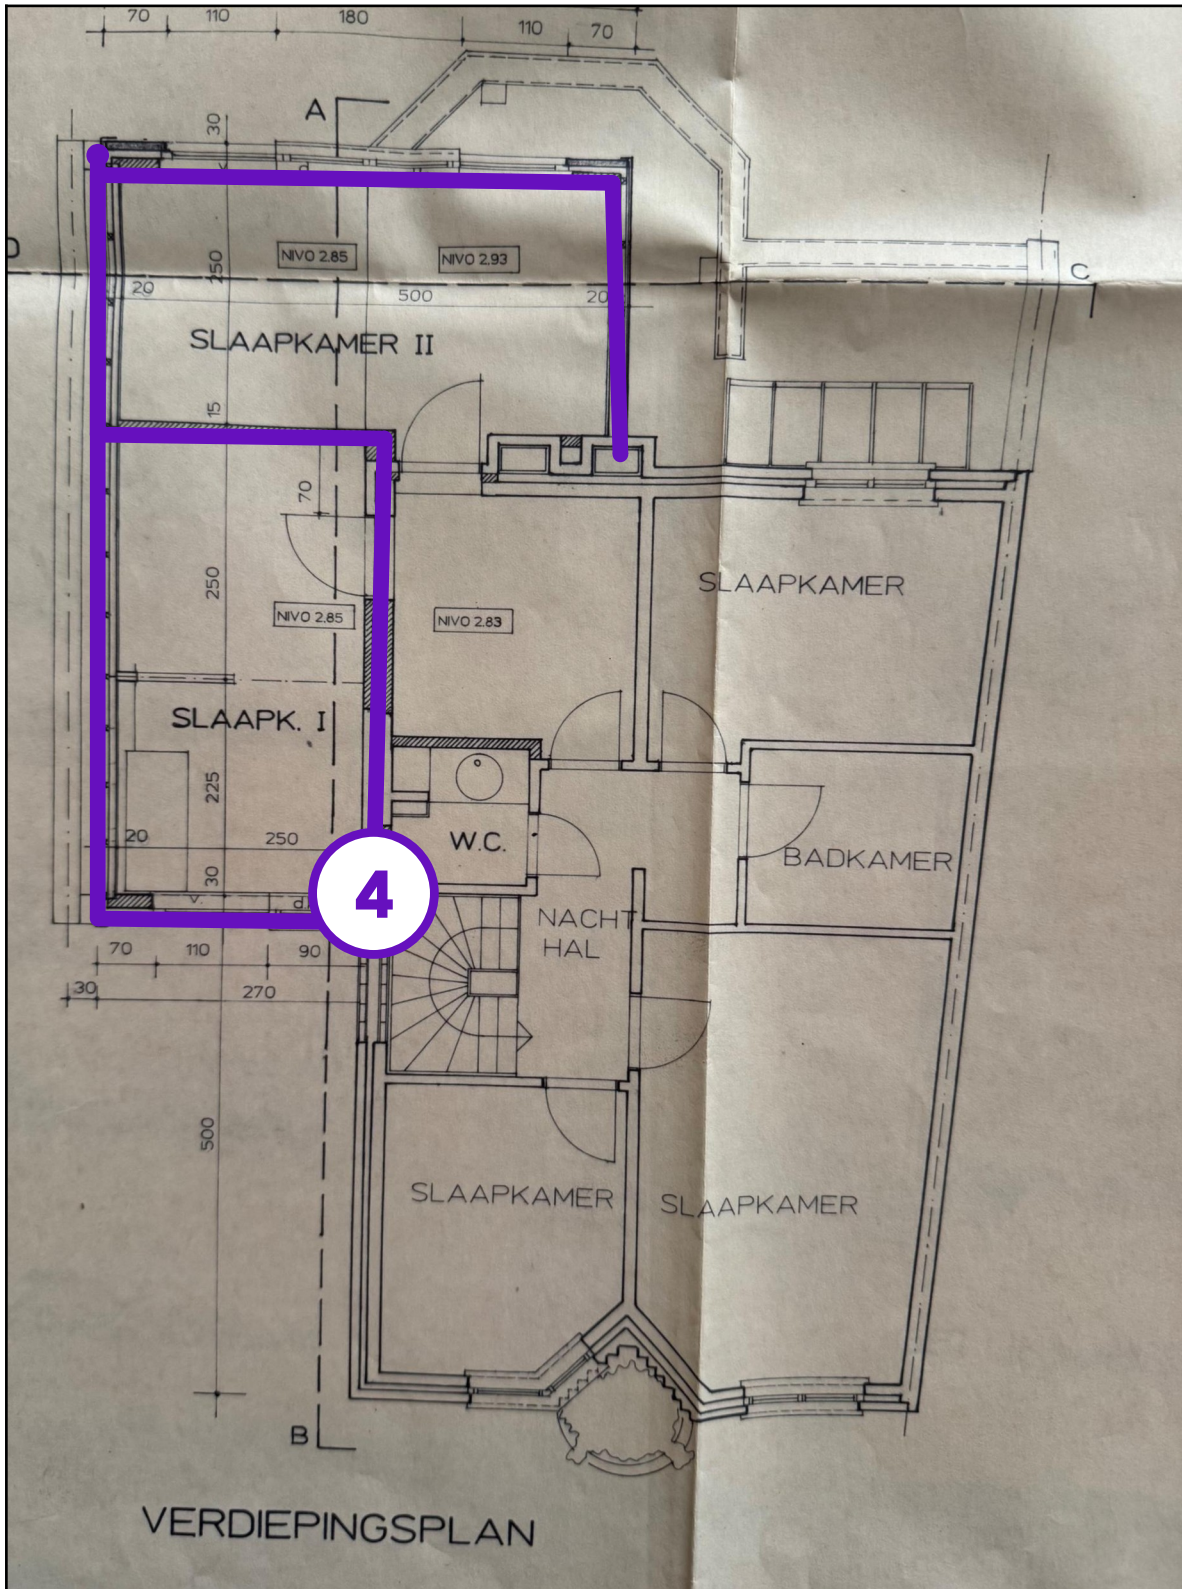 70 110 180
110 70
A
30
NIVO 2.85
NIVO 2.93
C
250
20
500
20
SLAAPKAMER II
15
70
250
SLAAPKAMER
NIVO 2.85
NIVO 2.83
SLAAPK. I
225
20
250
W.C.
BADKAMER
30
4
v.
d
NACHT
HAL
70 110 90
30
270
500
SLAAPKAMER
SLAAPKAMER
B
VERDIEPINGSPLAN